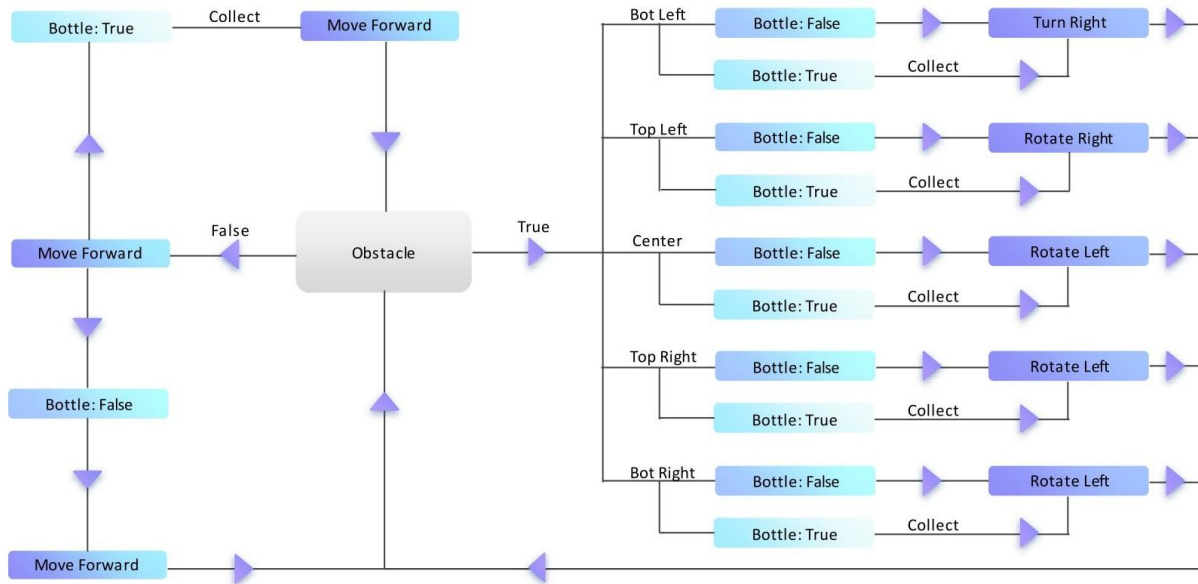 Bottle: True
Collect
Move Forward
False
Move Forward
Obstacle
True
Bottle: False
Move Forward
Bot Left
Bottle: False
Turn Right
Bottle: True
Collect
Top Left
Bottle: False
Rotate Right
Bottle: True
Collect
Center
Bottle: False
Rotate Left
Bottle: True
Collect
Top Right
Bottle: False
Rotate Left
Bottle: True
Collect
Bot Right
Bottle: False
Rotate Left
Bottle: True
Collect